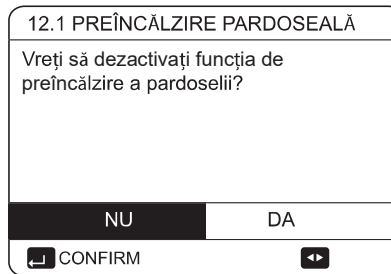 12.1 PREÎNCĂLZIRE PARDOSEALĂ
Vreți să dezactivați funcția de
preîncălzire a pardoselii?
NU DA
CONFIRM